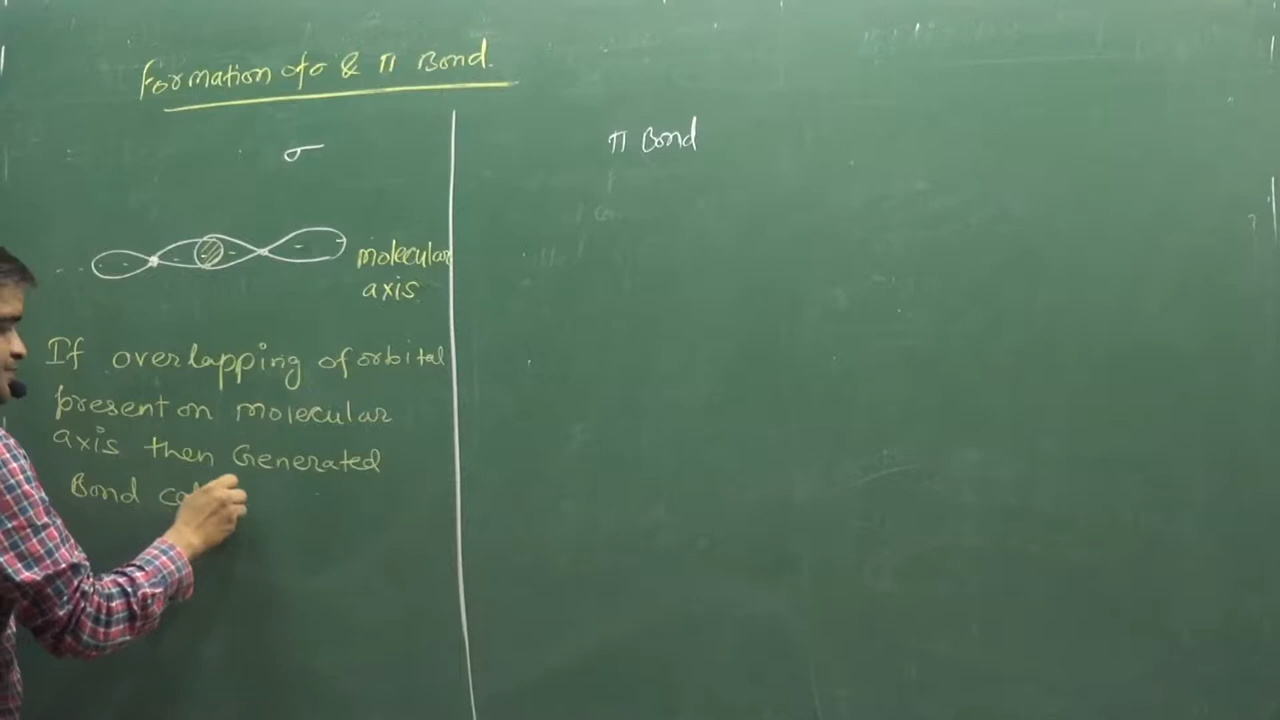 Formation of σ & π Bond.
σ
molecular
axis.
If overlapping of orbital
present on molecular
axis then Generated
Bond
π Bond